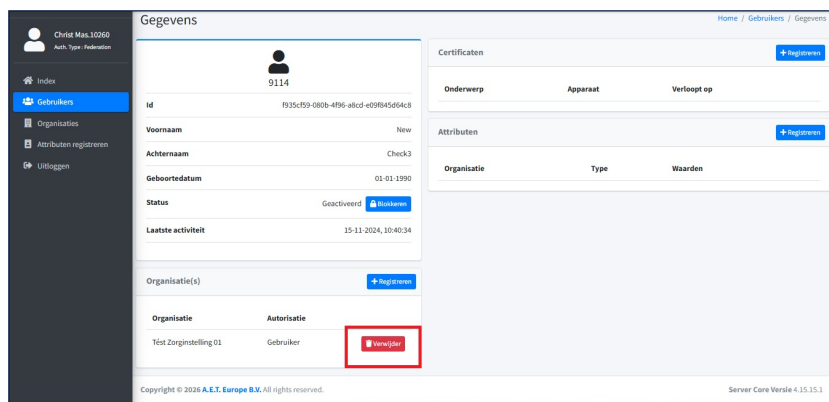 Christ Mas.10260
Auth. Type : Federation
Index
Gebruikers
Organisaties
Attributen registreren
Uitloggen
Gegevens
Home / Gebruikers / Gegevens
9114
Id f935cf59-080b-4f96-a8cd-e09f845d64c8
Voornaam New
Achternaam Check3
Geboortedatum 01-01-1990
Status Geactiveerd Blokkeren
Laatste activiteit 15-11-2024, 10:40:34
Organisatie(s) + Registreren
Organisatie Autorisatie
Tést Zorginstelling 01 Gebruiker Verwijder
Certificaten + Registreren
Onderwerp Apparaat Verloopt op
Attributen + Registreren
Organisatie Type Waarden
Copyright © 2026 A.E.T. Europe B.V. All rights reserved.
Server Core Versie 4.15.15.1